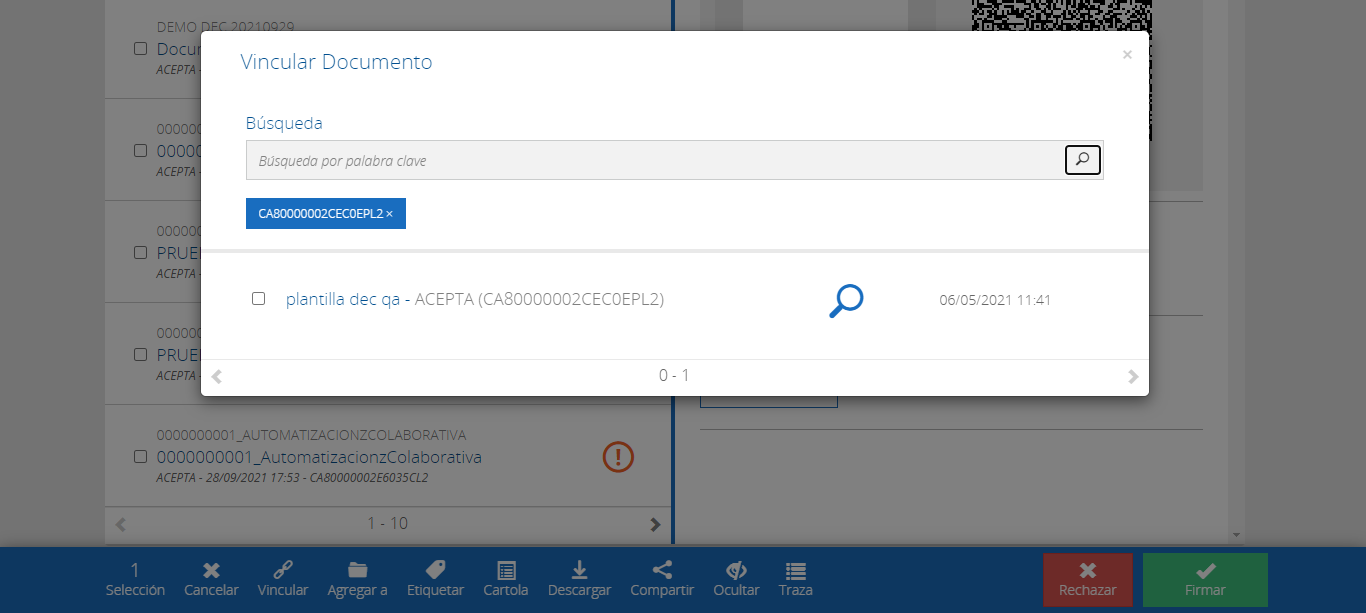 DEMO DEC 20210929
Docu
ACEPTA -
Vincular Documento
×
Búsqueda
Búsqueda por palabra clave
CA80000002CEC0EPL2 ×
plantilla dec qa - ACEPTA (CA80000002CEC0EPL2)
06/05/2021 11:41
0 - 1
00000
0000
ACEPTA -
00000
PRUE
ACEPTA -
00000
PRUE
ACEPTA -
0000000001_AUTOMATIZACIONZCOLABORATIVA
0000000001_AutomatizacionzColaborativa
ACEPTA - 28/09/2021 17:53 - CA80000002E6035CL2
1 - 10
1
Selección
Cancelar
Vincular
Agregar a
Etiquetar
Cartola
Descargar
Compartir
Ocultar
Traza
Rechazar
Firmar